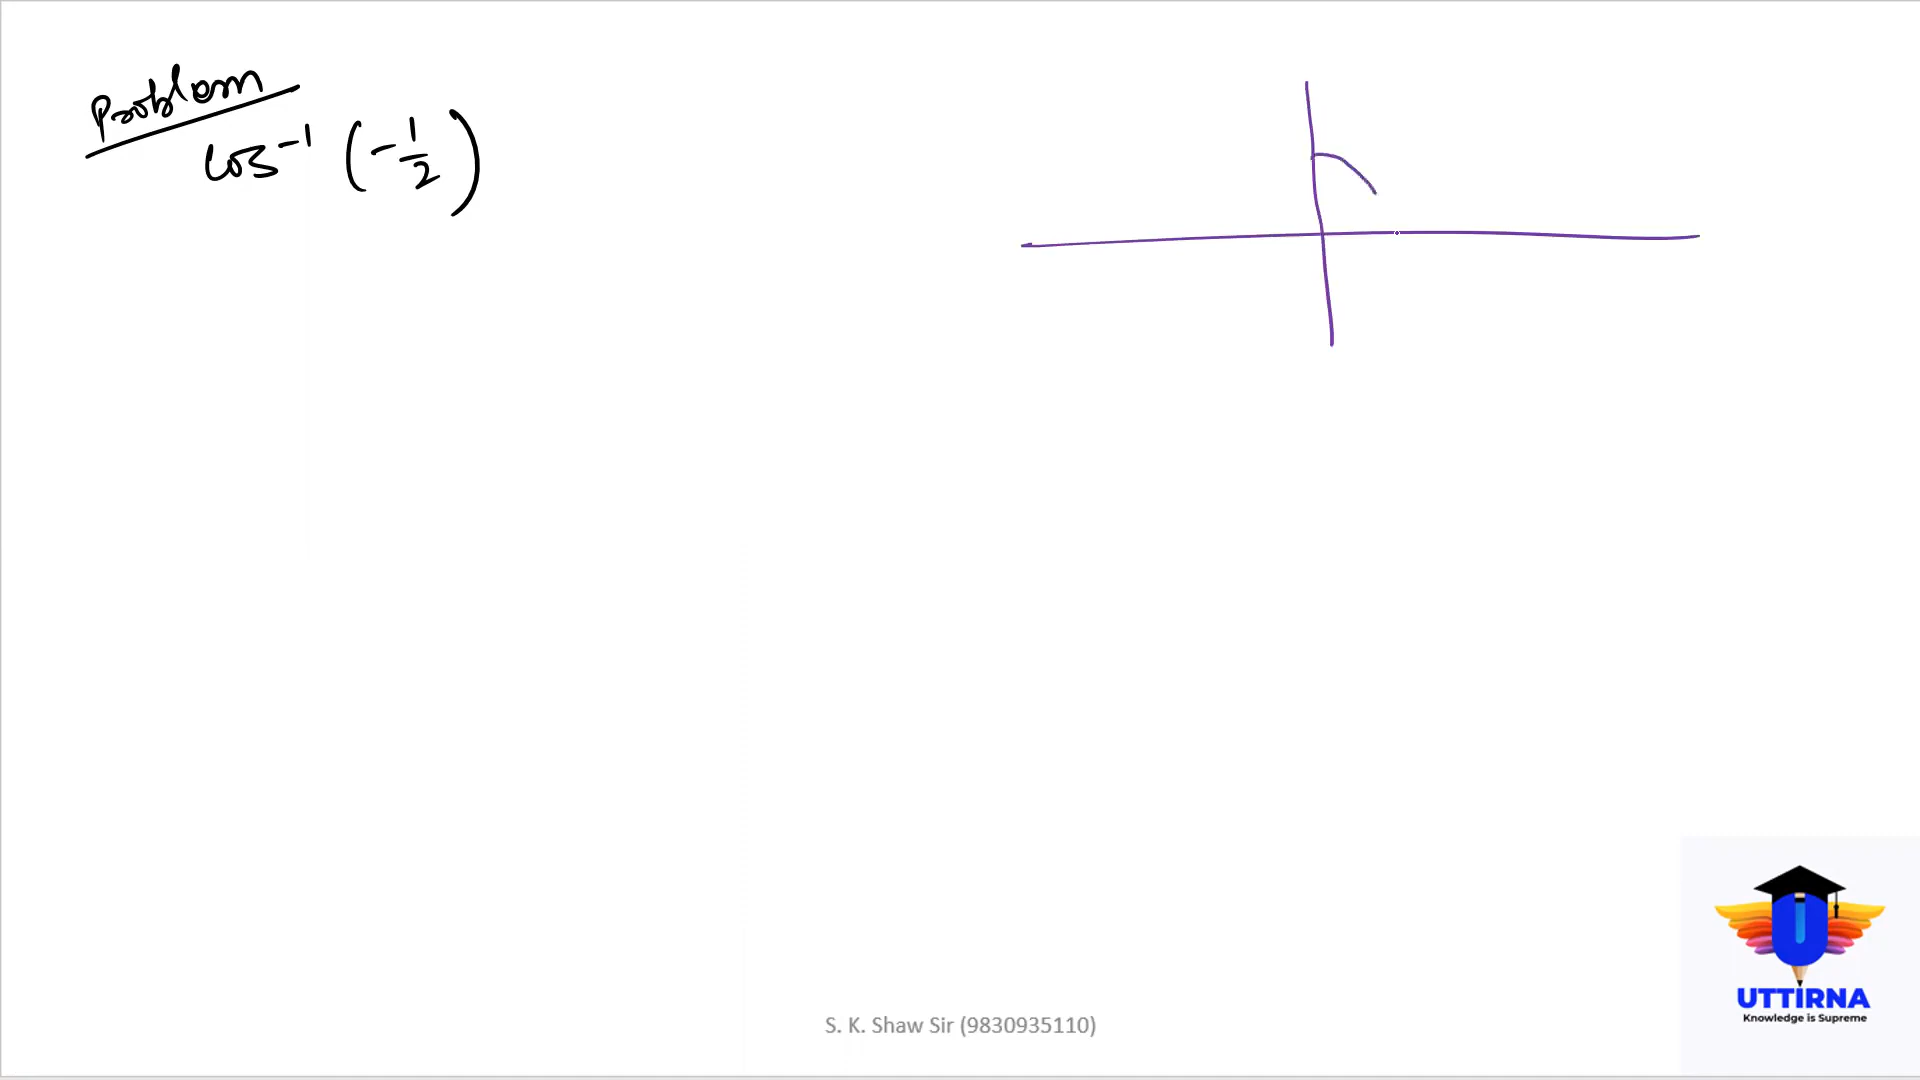 Problem
cos⁻¹ (-1/2)
S. K. Shaw Sir (9830935110)
U
UTTIRNA
Knowledge is Supreme